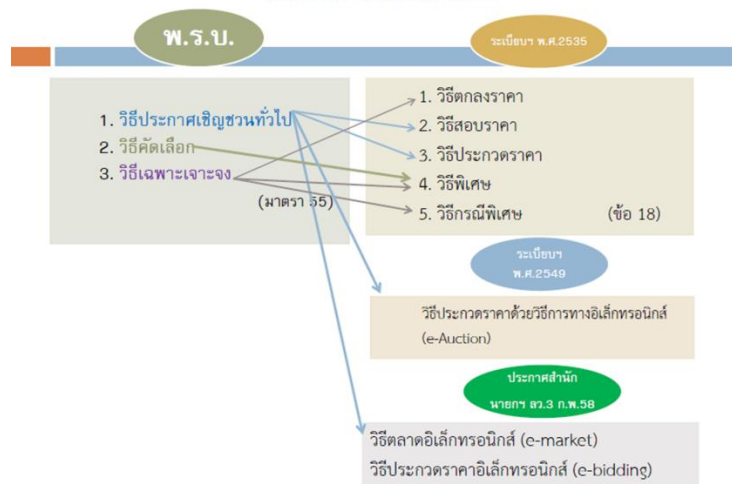 พ.ร.บ.
1. วิธีประกาศเชิญชวนทั่วไป
2. วิธีคัดเลือก
3. วิธีเฉพาะเจาะจง
(มาตรา 55)
ระเบียบฯ พ.ศ.2535
1. วิธีตกลงราคา
2. วิธีสอบราคา
3. วิธีประกวดราคา
4. วิธีพิเศษ
5. วิธีกรณีพิเศษ (ข้อ 18)
ระเบียบฯ
พ.ศ.2549
วิธีประกวดราคาด้วยวิธีการทางอิเล็กทรอนิกส์
(e-Auction)
ประกาศสำนัก
นายกฯ ลว.3 ก.พ.58
วิธีตลาดอิเล็กทรอนิกส์ (e-market)
วิธีประกวดราคาอิเล็กทรอนิกส์ (e-bidding)